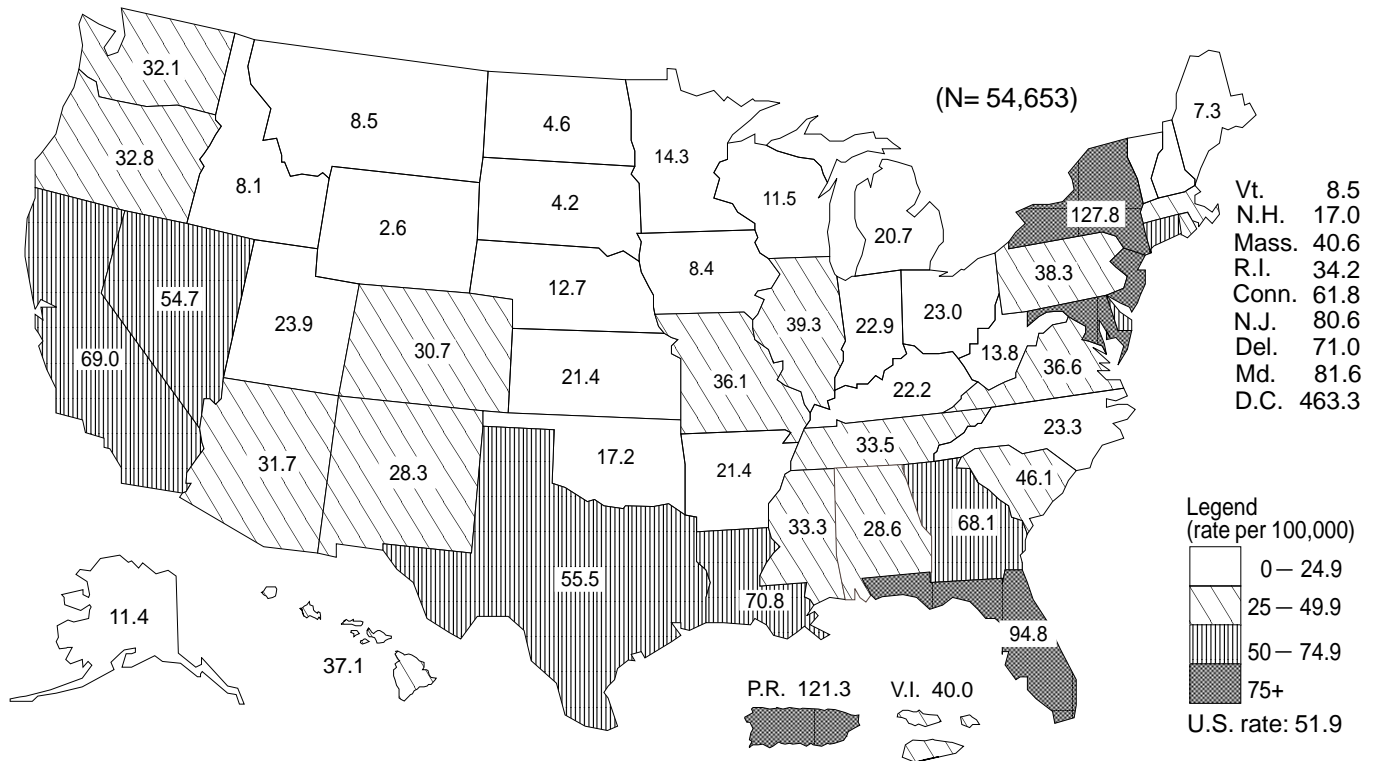 (N= 54,653)
32.1
32.8
8.5
8.1
2.6
4.6
4.2
14.3
11.5
20.7
7.3
127.8
38.3
12.7
8.4
54.7
69.0
23.9
30.7
21.4
36.1
39.3
22.9
23.0
13.8
22.2
36.6
23.3
33.5
46.1
31.7
28.3
17.2
21.4
33.3
28.6
68.1
55.5
70.8
94.8
11.4
37.1
P.R. 121.3
V.I. 40.0
Vt. 8.5
N.H. 17.0
Mass. 40.6
R.I. 34.2
Conn. 61.8
N.J. 80.6
Del. 71.0
Md. 81.6
D.C. 463.3
Legend
(rate per 100,000)
0 — 24.9
25 — 49.9
50 — 74.9
75+
U.S. rate: 51.9